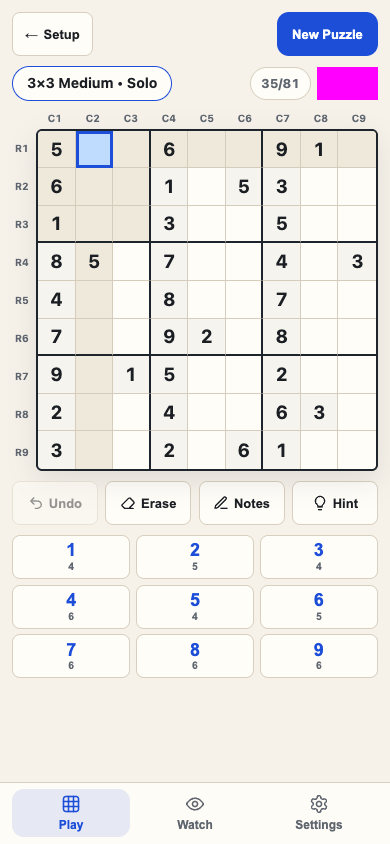 ← Setup
New Puzzle
3×3 Medium • Solo
35/81
C1 C2 C3 C4 C5 C6 C7 C8 C9
R1 5 6 9 1
R2 6 1 5 3
R3 1 3 5
R4 8 5 7 4 3
R5 4 8 7
R6 7 9 2 8
R7 9 1 5 2
R8 2 4 6 3
R9 3 2 6 1
Undo Erase Notes Hint
1 2 3
4 5 4
4 5 6
6 4 5
7 8 9
6 6 6
Play Watch Settings